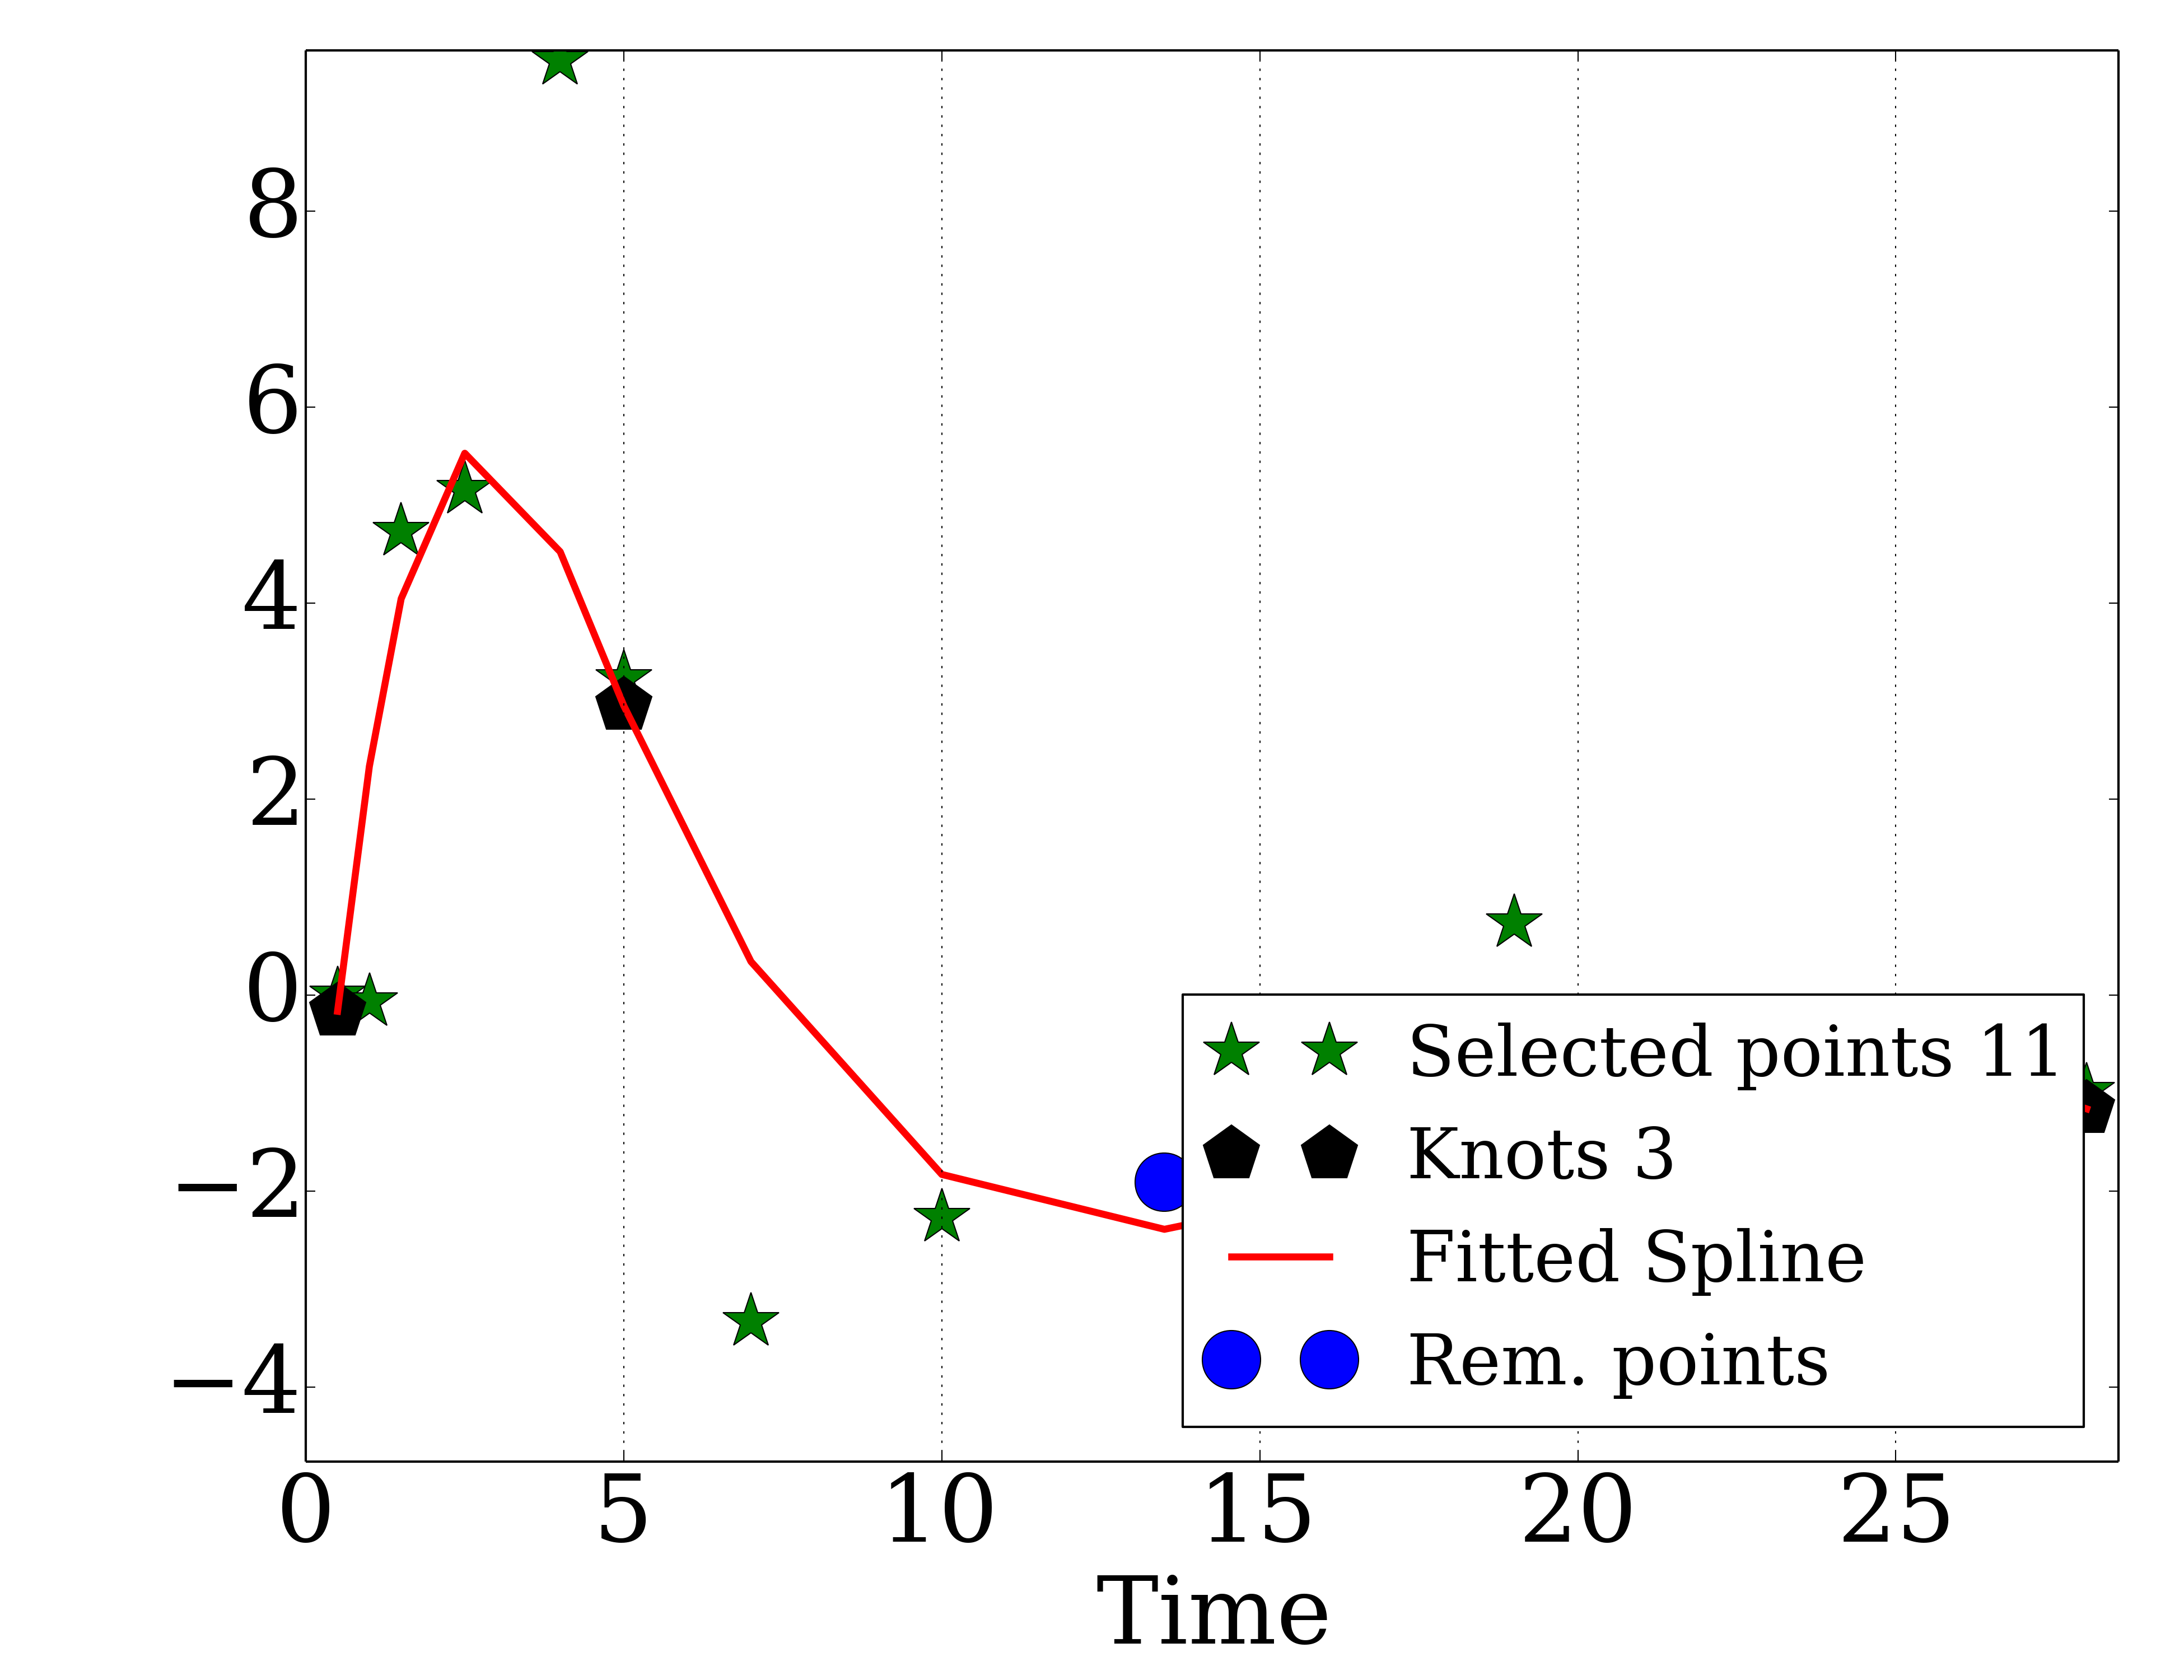 8
6
4
2
0
−2
−4
0 5 10 15 20 25
Time
Selected points 11
Knots 3
Fitted Spline
Rem. points